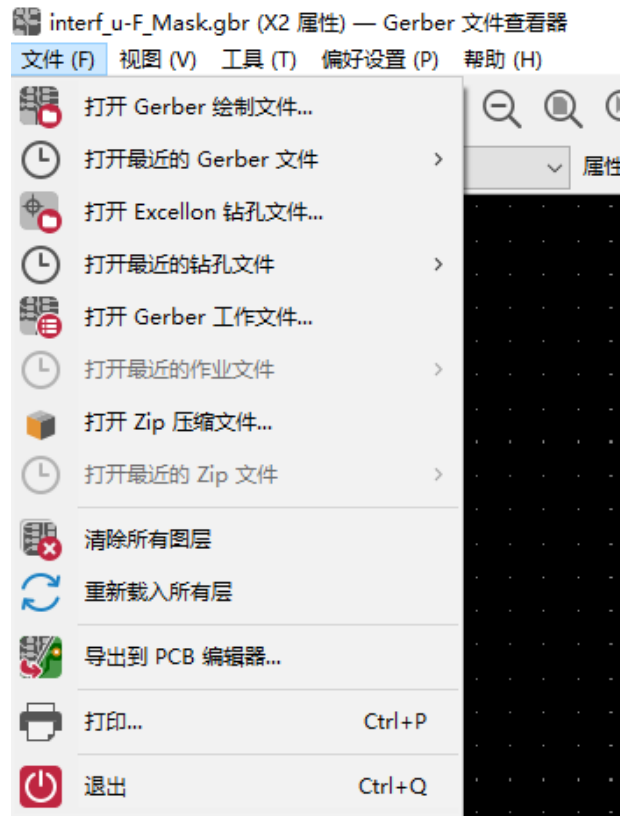 interf_u-F_Mask.gbr (X2 属性) — Gerber 文件查看器
文件 (F) 视图 (V) 工具 (T) 偏好设置 (P) 帮助 (H)
打开 Gerber 绘制文件...
打开最近的 Gerber 文件
属性
打开 Excellon 钻孔文件...
打开最近的钻孔文件
打开 Gerber 工作文件...
打开最近的作业文件
打开 Zip 压缩文件...
打开最近的 Zip 文件
清除所有图层
重新载入所有层
导出到 PCB 编辑器...
打印... Ctrl+P
退出 Ctrl+Q